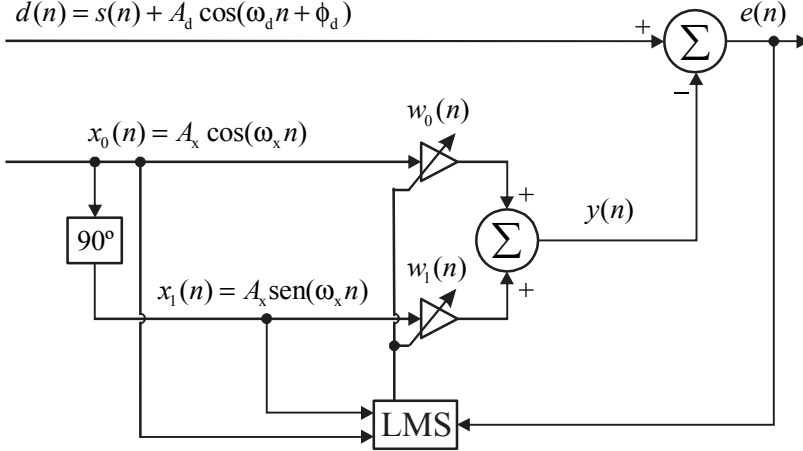 d(n) = s(n) + A_d cos(ω_d n + ϕ_d)
e(n)
+
Σ
−
w_0(n)
x_0(n) = A_x cos(ω_x n)
+
90º
Σ
y(n)
w_1(n)
x_1(n) = A_x sen(ω_x n)
+
LMS